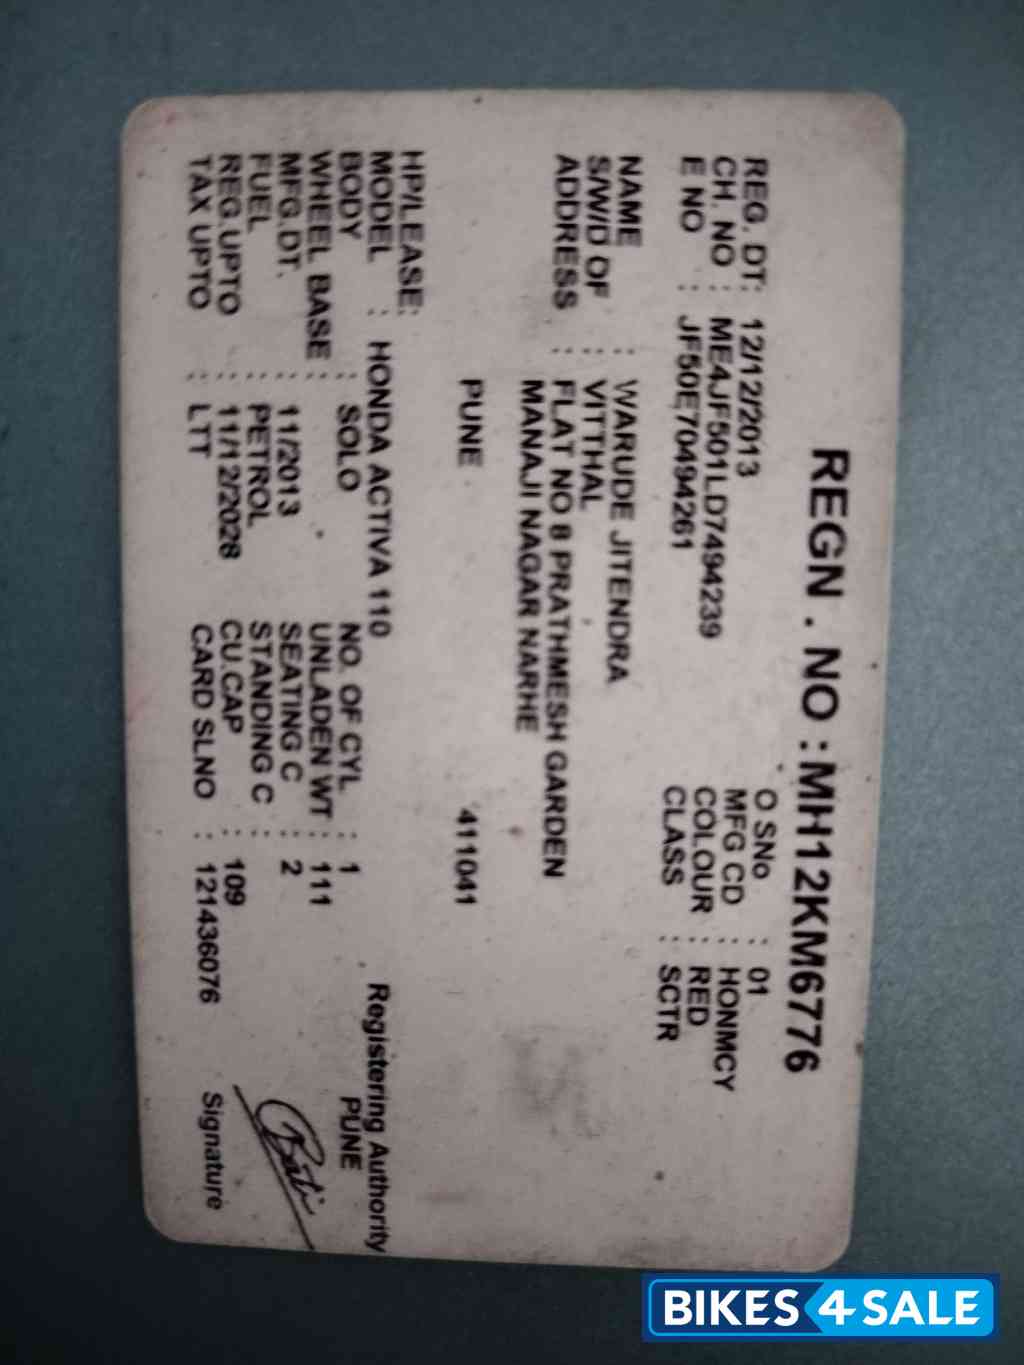 REGN . NO : MH12KM6776
REG. DT: 12/12/2013 O SNo. : 01
CH. NO : ME4JF501LD7494239 MFG CD : HONMCY
E NO : JF50E70494261 COLOUR : RED
CLASS : SCTR
NAME : WARUDE JITENDRA
S/W/D OF : VITTHAL
ADDRESS : FLAT NO 8 PRATHMESH GARDEN
MANAJI NAGAR NARHE
PUNE 411041
HP/LEASE:
MODEL : HONDA ACTIVA 110
BODY : SOLO NO. OF CYL. : 1
WHEEL BASE : UNLADEN WT : 111
MFG.DT. : 11/2013 SEATING C : 2
FUEL : PETROL STANDING C :
REG.UPTO : 11/12/2028 CU.CAP : 109
TAX UPTO : LTT CARD SLNO : 121436076
Registering Authority
PUNE
Signature
BIKES4SALE